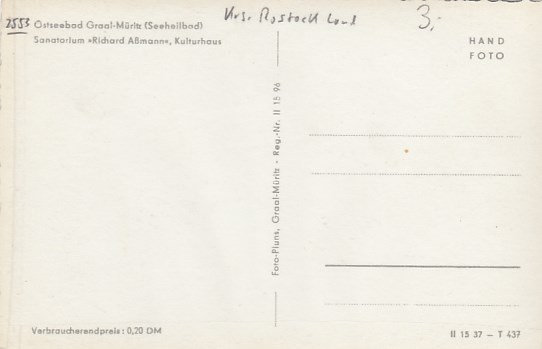 2553 Ostseebad Graal-Müritz (Seeheilbad)
Sanatorium »Richard Aßmann«, Kulturhaus
Krs. Rostock Land
3,-
HAND
FOTO
Foto-Pluns, Graal-Müritz · Reg.-Nr. II 15 96
Verbraucherendpreis: 0,20 DM
II 15 37 — T 437